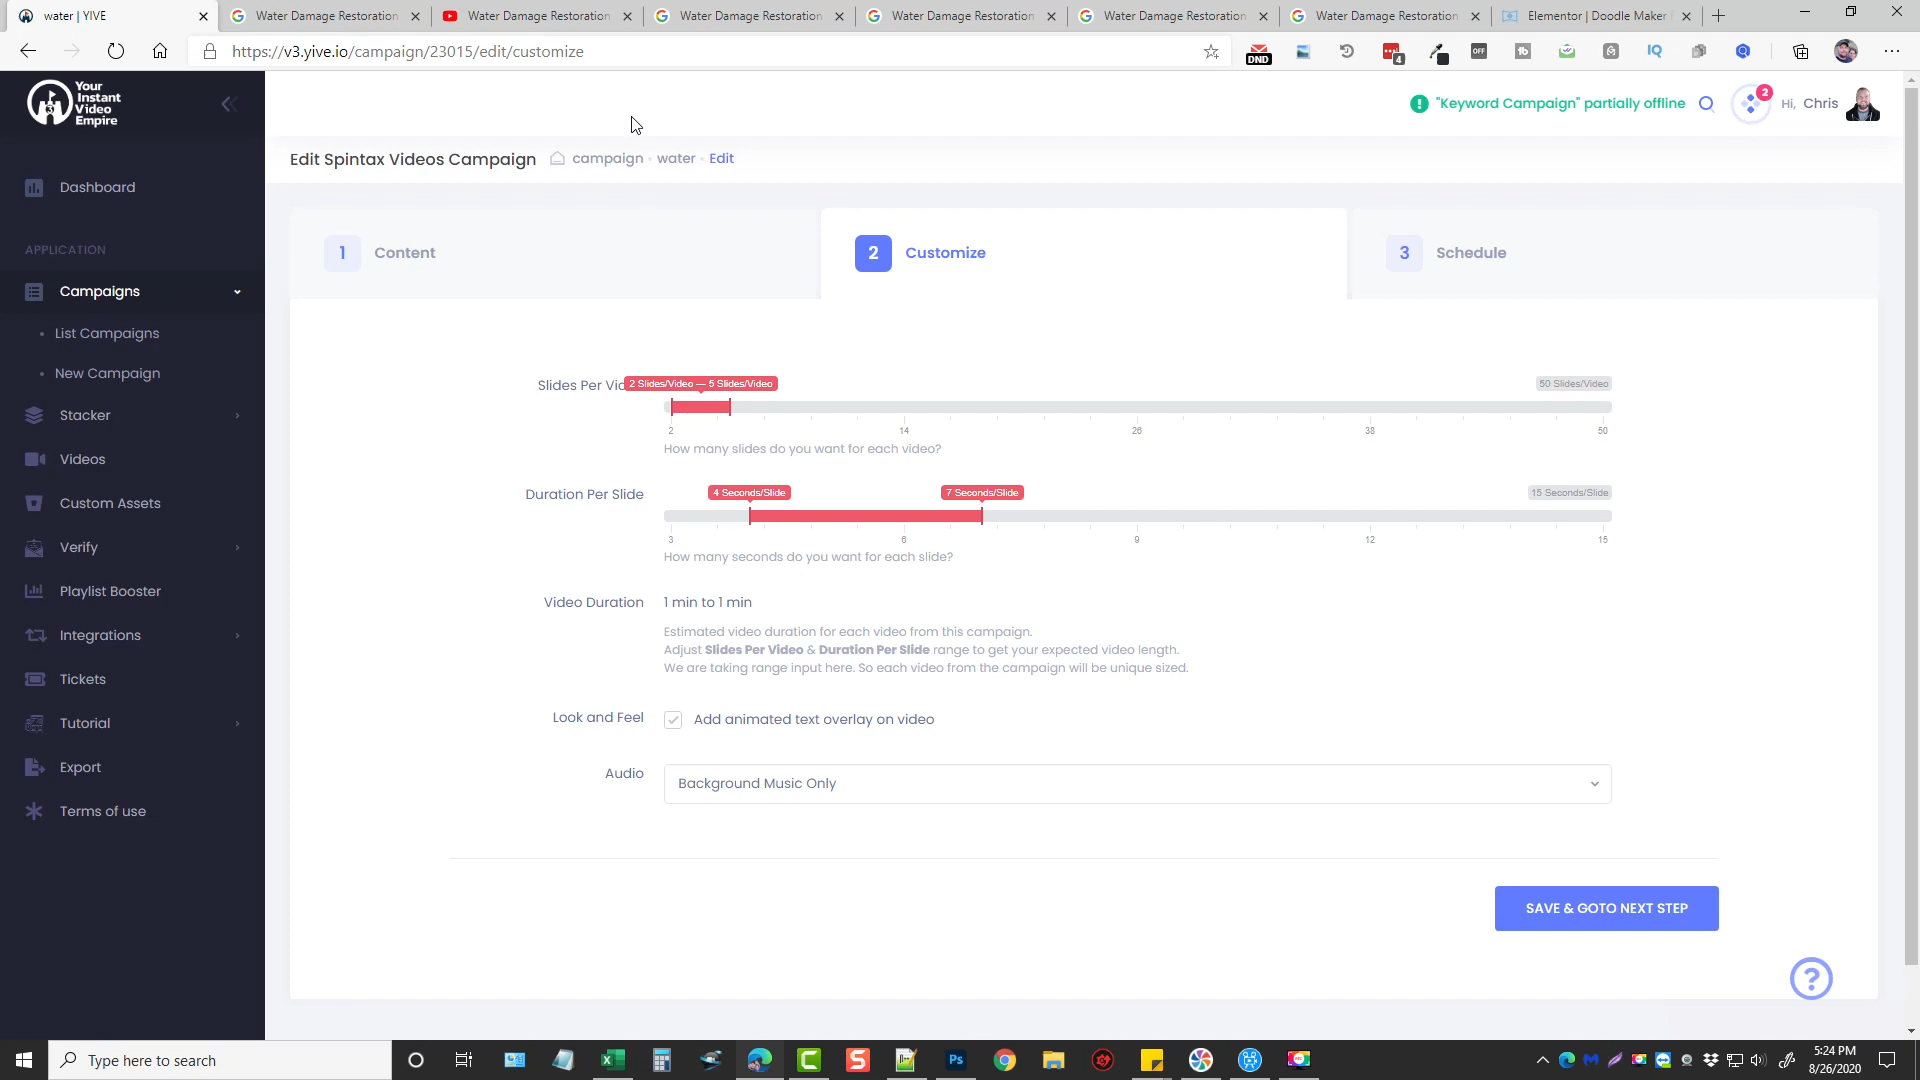 water | YIVE
Water Damage Restoration
Water Damage Restoration
Water Damage Restoration
Water Damage Restoration
Water Damage Restoration
Water Damage Restoration
Elementor | Doodle Maker
https://v3.yive.io/campaign/23015/edit/customize
DND
4
OFF
IQ
Your
Instant
Video
Empire
"Keyword Campaign" partially offline
2
Hi, Chris
Edit Spintax Videos Campaign
campaign
water
Edit
Dashboard
APPLICATION
Campaigns
List Campaigns
New Campaign
Stacker
Videos
Custom Assets
Verify
Playlist Booster
Integrations
Tickets
Tutorial
Export
Terms of use
1 Content
2 Customize
3 Schedule
Slides Per Vid
2 Slides/Video — 5 Slides/Video
50 Slides/Video
2 14 26 38 50
How many slides do you want for each video?
Duration Per Slide
4 Seconds/Slide
7 Seconds/Slide
15 Seconds/Slide
3 6 9 12 15
How many seconds do you want for each slide?
Video Duration
1 min to 1 min
Estimated video duration for each video from this campaign.
Adjust Slides Per Video & Duration Per Slide range to get your expected video length.
We are taking range input here. So each video from the campaign will be unique sized.
Look and Feel
Add animated text overlay on video
Audio
Background Music Only
SAVE & GOTO NEXT STEP
?
Type here to search
Ps
5:24 PM
8/26/2020